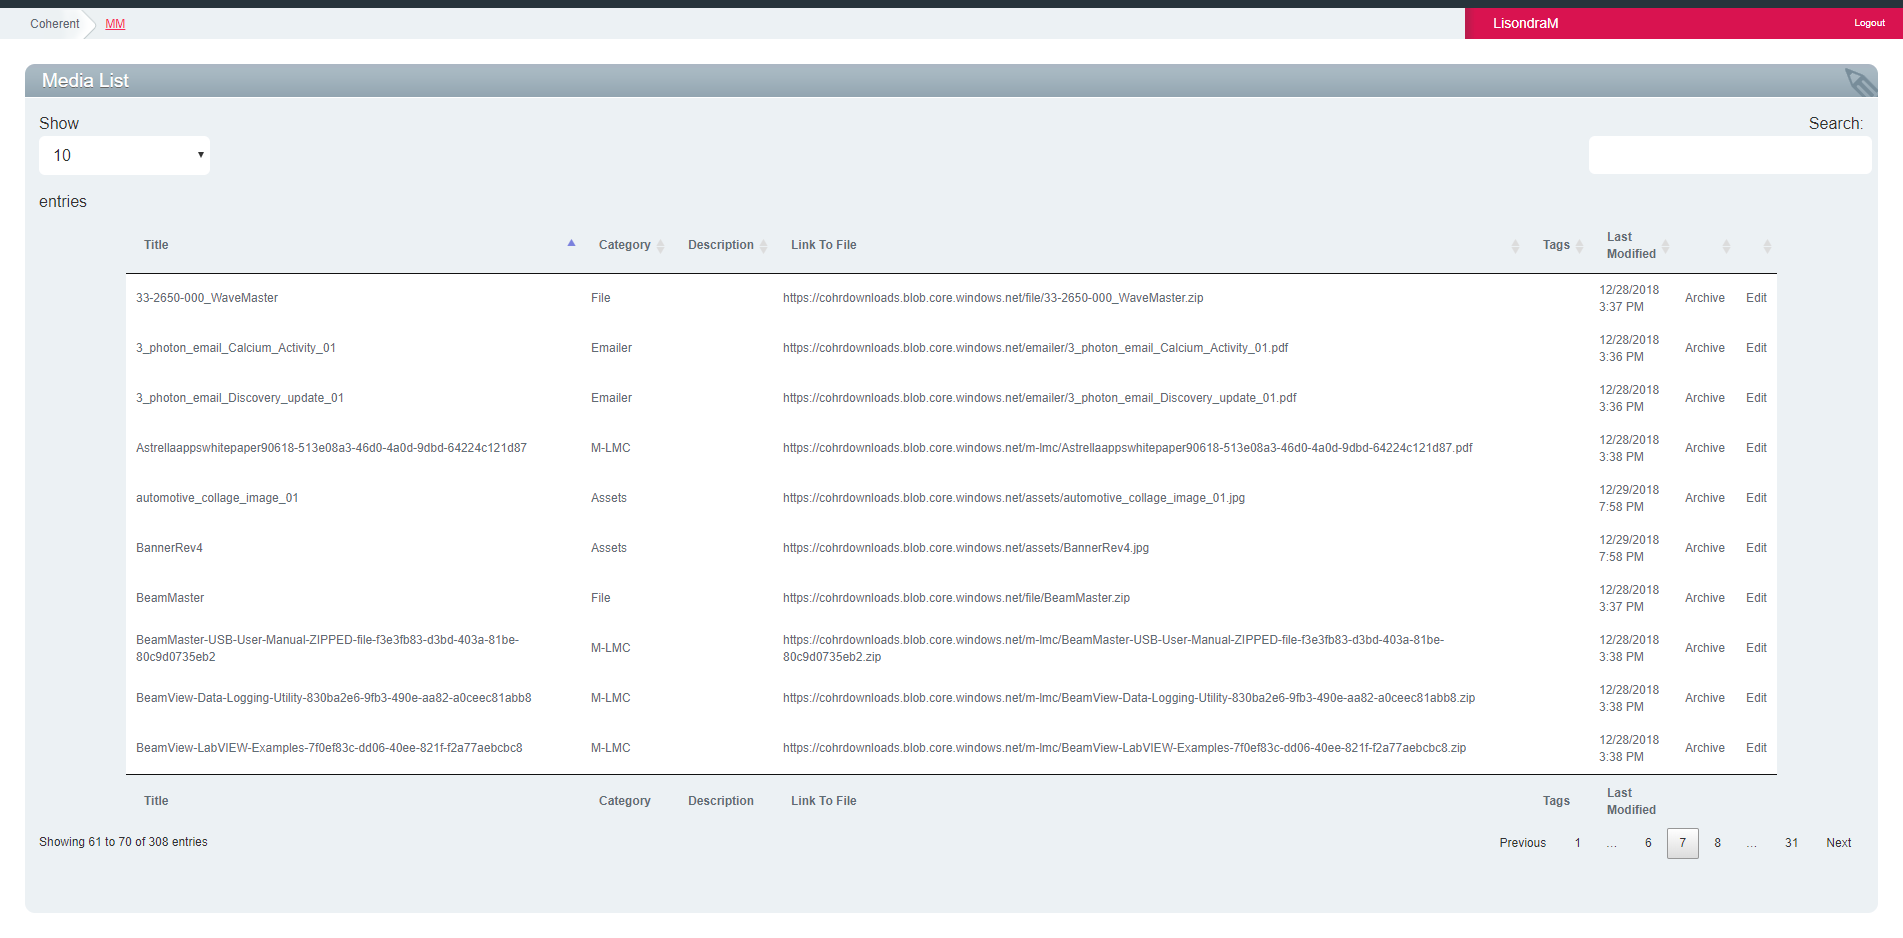 Coherent MM LisondraM Logout
Media List
Show Search:
10
entries
Title Category Description Link To File Tags Last Modified
33-2650-000_WaveMaster File https://cohrdownloads.blob.core.windows.net/file/33-2650-000_WaveMaster.zip 12/28/2018 3:37 PM Archive Edit
3_photon_email_Calcium_Activity_01 Emailer https://cohrdownloads.blob.core.windows.net/emailer/3_photon_email_Calcium_Activity_01.pdf 12/28/2018 3:36 PM Archive Edit
3_photon_email_Discovery_update_01 Emailer https://cohrdownloads.blob.core.windows.net/emailer/3_photon_email_Discovery_update_01.pdf 12/28/2018 3:36 PM Archive Edit
Astrellaappswhitepaper90618-513e08a3-46d0-4a0d-9dbd-64224c121d87 M-LMC https://cohrdownloads.blob.core.windows.net/m-lmc/Astrellaappswhitepaper90618-513e08a3-46d0-4a0d-9dbd-64224c121d87.pdf 12/28/2018 3:38 PM Archive Edit
automotive_collage_image_01 Assets https://cohrdownloads.blob.core.windows.net/assets/automotive_collage_image_01.jpg 12/29/2018 7:58 PM Archive Edit
BannerRev4 Assets https://cohrdownloads.blob.core.windows.net/assets/BannerRev4.jpg 12/29/2018 7:58 PM Archive Edit
BeamMaster File https://cohrdownloads.blob.core.windows.net/file/BeamMaster.zip 12/28/2018 3:37 PM Archive Edit
BeamMaster-USB-User-Manual-ZIPPED-file-f3e3fb83-d3bd-403a-81be-80c9d0735eb2 M-LMC https://cohrdownloads.blob.core.windows.net/m-lmc/BeamMaster-USB-User-Manual-ZIPPED-file-f3e3fb83-d3bd-403a-81be-80c9d0735eb2.zip 12/28/2018 3:38 PM Archive Edit
BeamView-Data-Logging-Utility-830ba2e6-9fb3-490e-aa82-a0ceec81abb8 M-LMC https://cohrdownloads.blob.core.windows.net/m-lmc/BeamView-Data-Logging-Utility-830ba2e6-9fb3-490e-aa82-a0ceec81abb8.zip 12/28/2018 3:38 PM Archive Edit
BeamView-LabVIEW-Examples-7f0ef83c-dd06-40ee-821f-f2a77aebcbc8 M-LMC https://cohrdownloads.blob.core.windows.net/m-lmc/BeamView-LabVIEW-Examples-7f0ef83c-dd06-40ee-821f-f2a77aebcbc8.zip 12/28/2018 3:38 PM Archive Edit
Title Category Description Link To File Tags Last Modified
Showing 61 to 70 of 308 entries Previous 1 … 6 7 8 … 31 Next